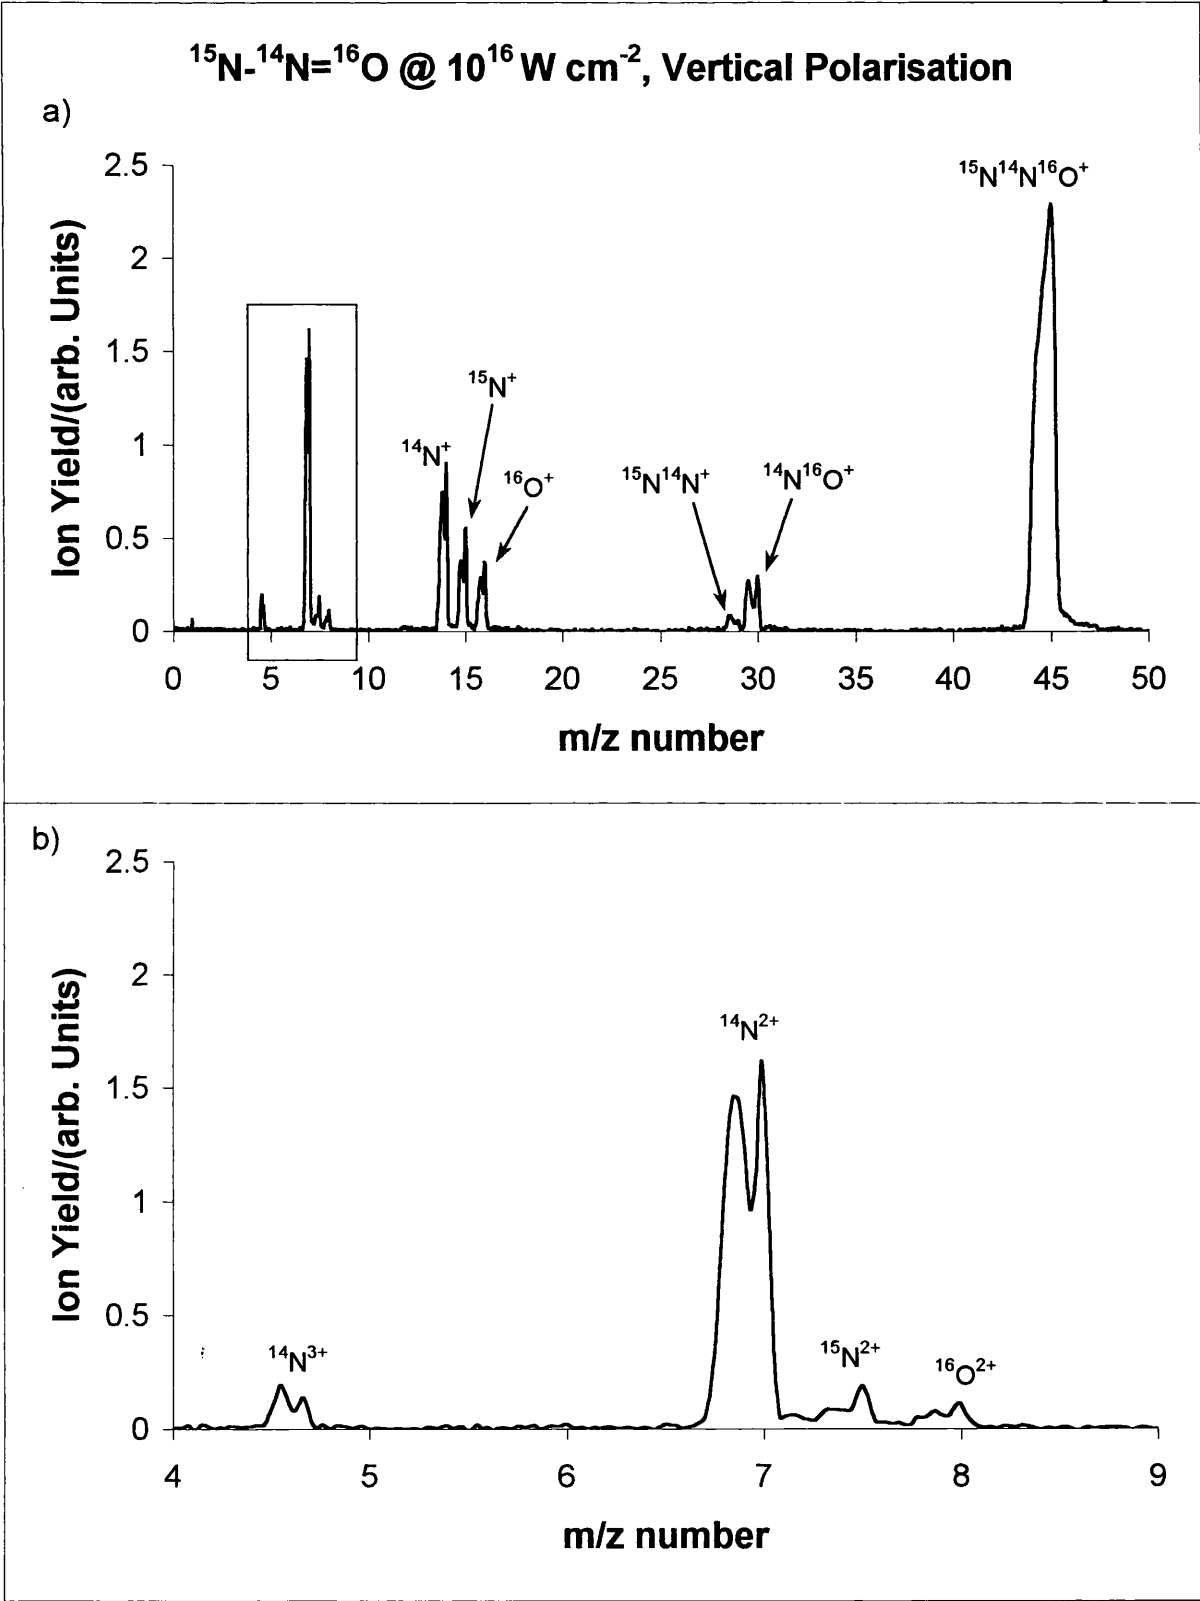 ¹⁵N-¹⁴N=¹⁶O @ 10¹⁶ W cm⁻², Vertical Polarisation
a)
Ion Yield/(arb. Units)
2.5
2
1.5
1
0.5
0
¹⁵N¹⁴N¹⁶O⁺
¹⁵N⁺
¹⁴N⁺
¹⁶O⁺
¹⁵N¹⁴N⁺
¹⁴N¹⁶O⁺
0 5 10 15 20 25 30 35 40 45 50
m/z number
b)
Ion Yield/(arb. Units)
2.5
2
1.5
1
0.5
0
¹⁴N²⁺
¹⁴N³⁺
¹⁵N²⁺
¹⁶O²⁺
4 5 6 7 8 9
m/z number